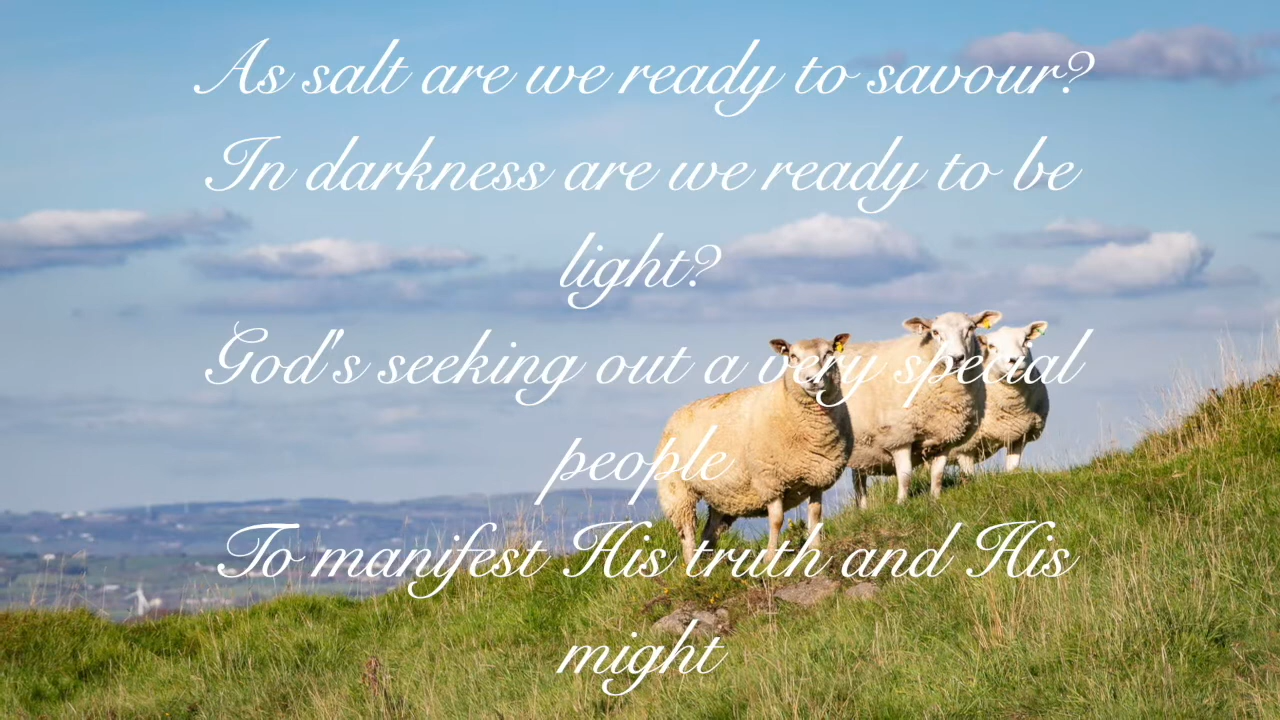 As salt are we ready to savour?
In darkness are we ready to be
light?
God's seeking out a very special
people
To manifest His truth and His
might